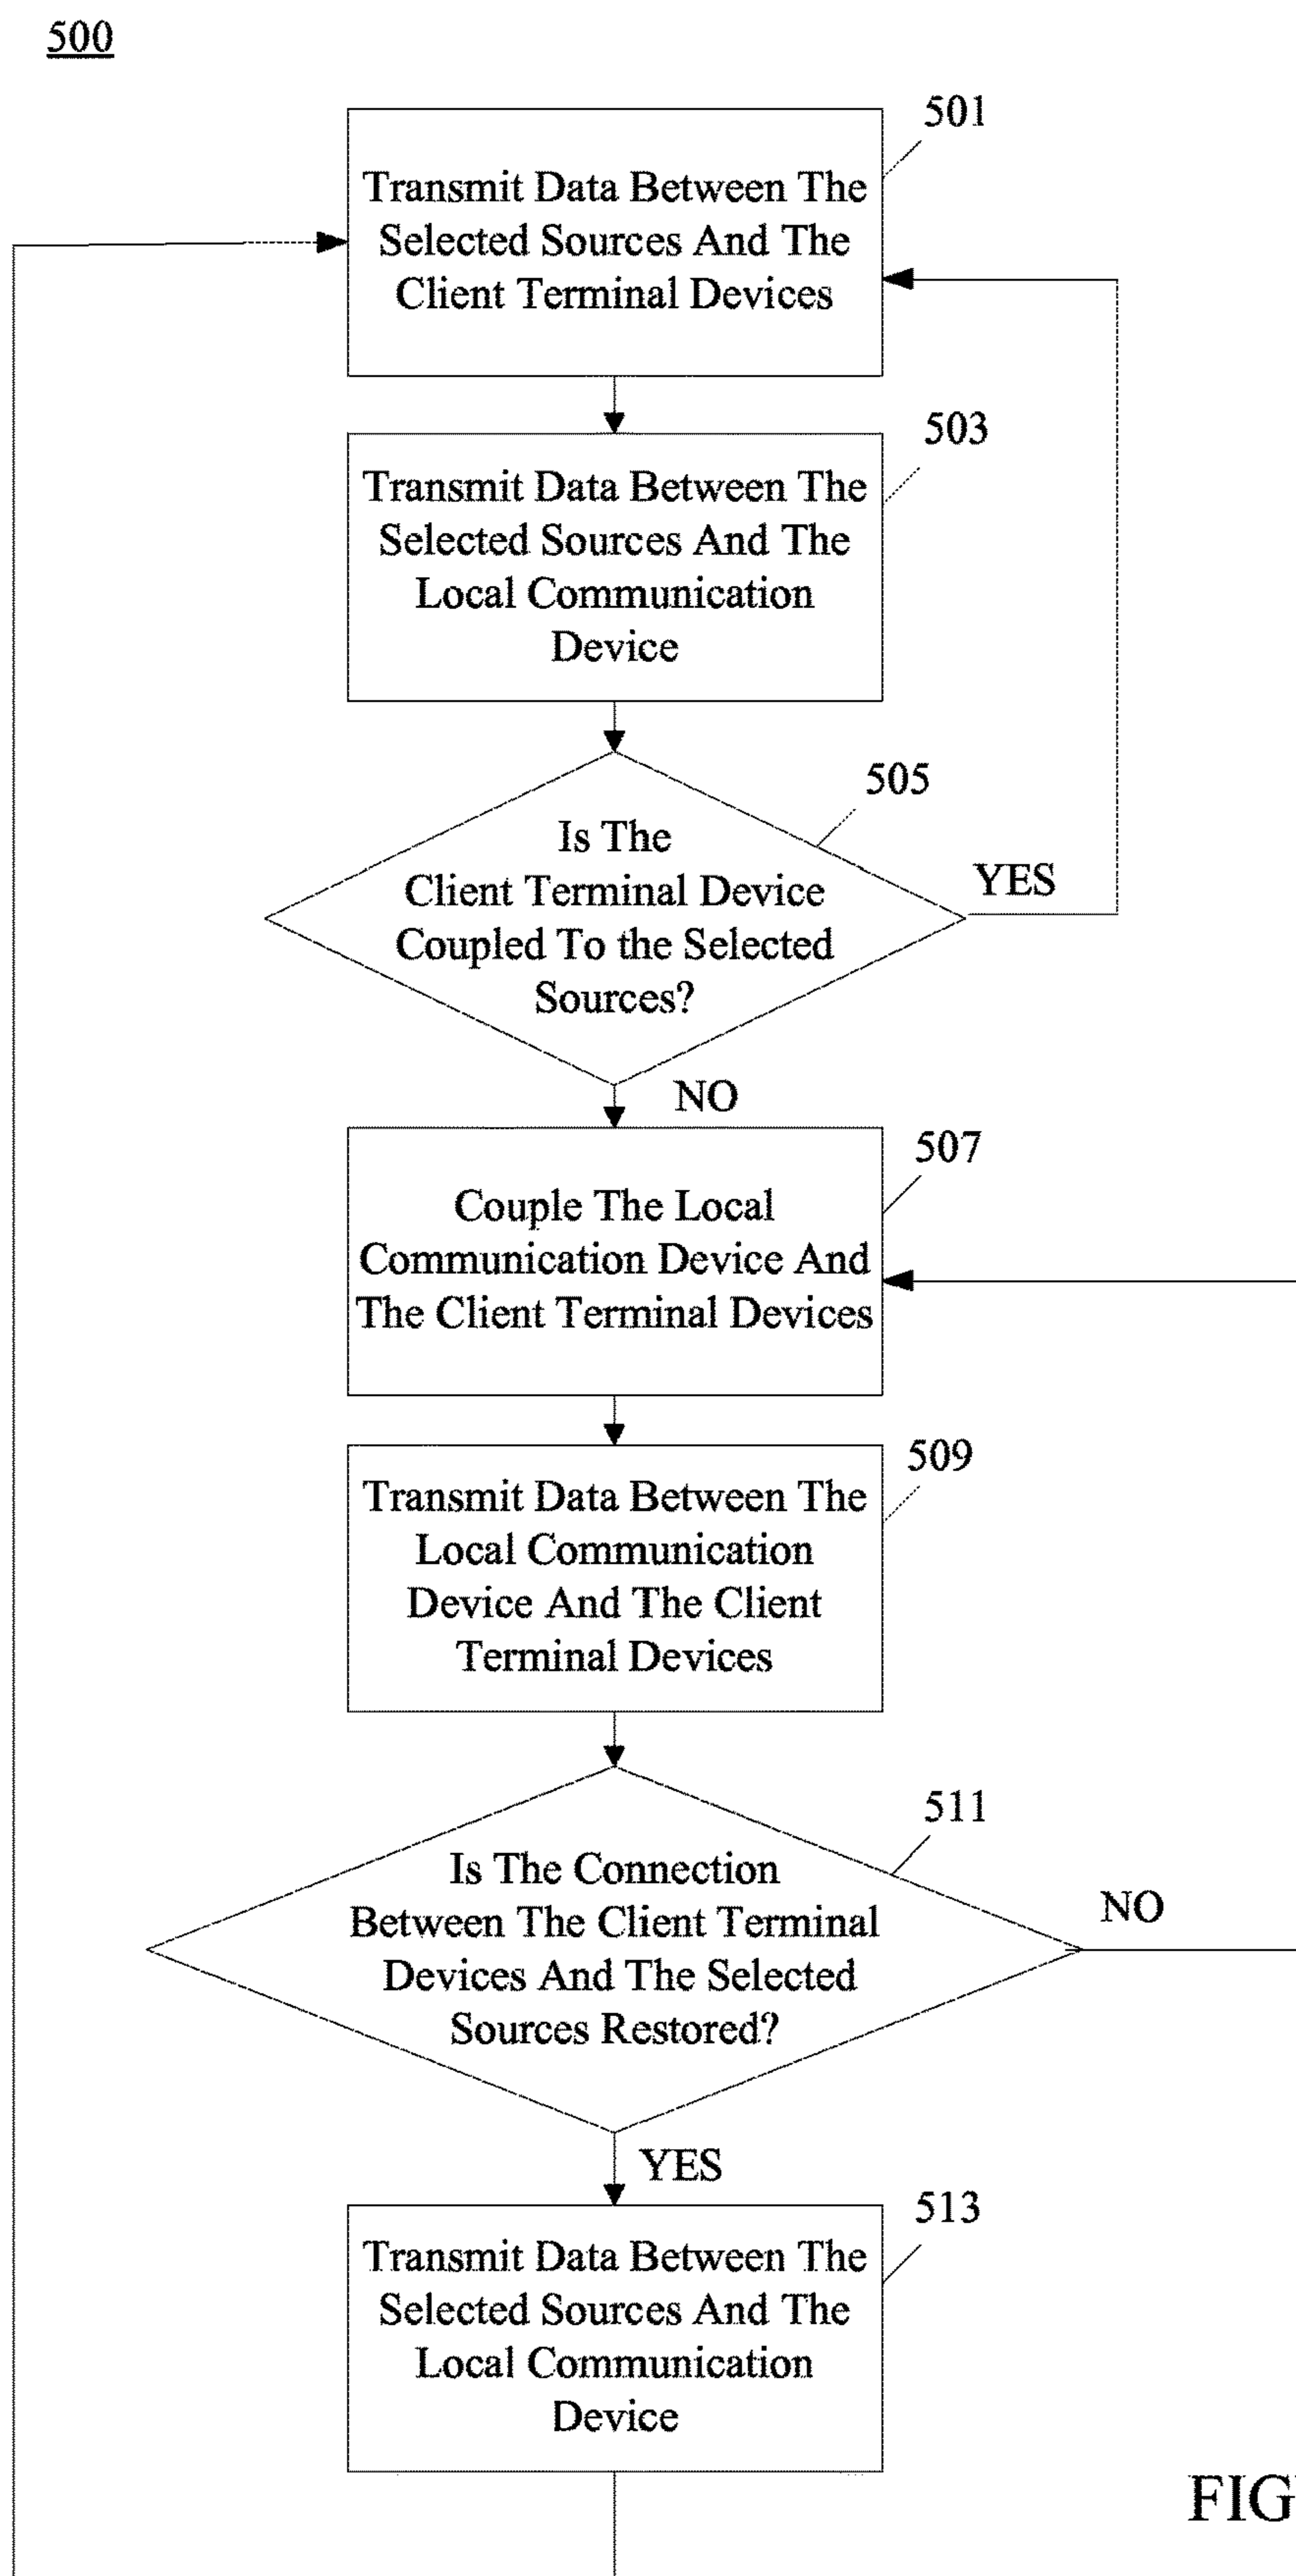 500
501
Transmit Data Between The
Selected Sources And The
Client Terminal Devices
503
Transmit Data Between The
Selected Sources And The
Local Communication
Device
505
Is The
Client Terminal Device
Coupled To the Selected
Sources?
YES
NO
507
Couple The Local
Communication Device And
The Client Terminal Devices
509
Transmit Data Between The
Local Communication
Device And The Client
Terminal Devices
511
Is The Connection
Between The Client Terminal
Devices And The Selected
Sources Restored?
NO
YES
513
Transmit Data Between The
Selected Sources And The
Local Communication
Device
FIG